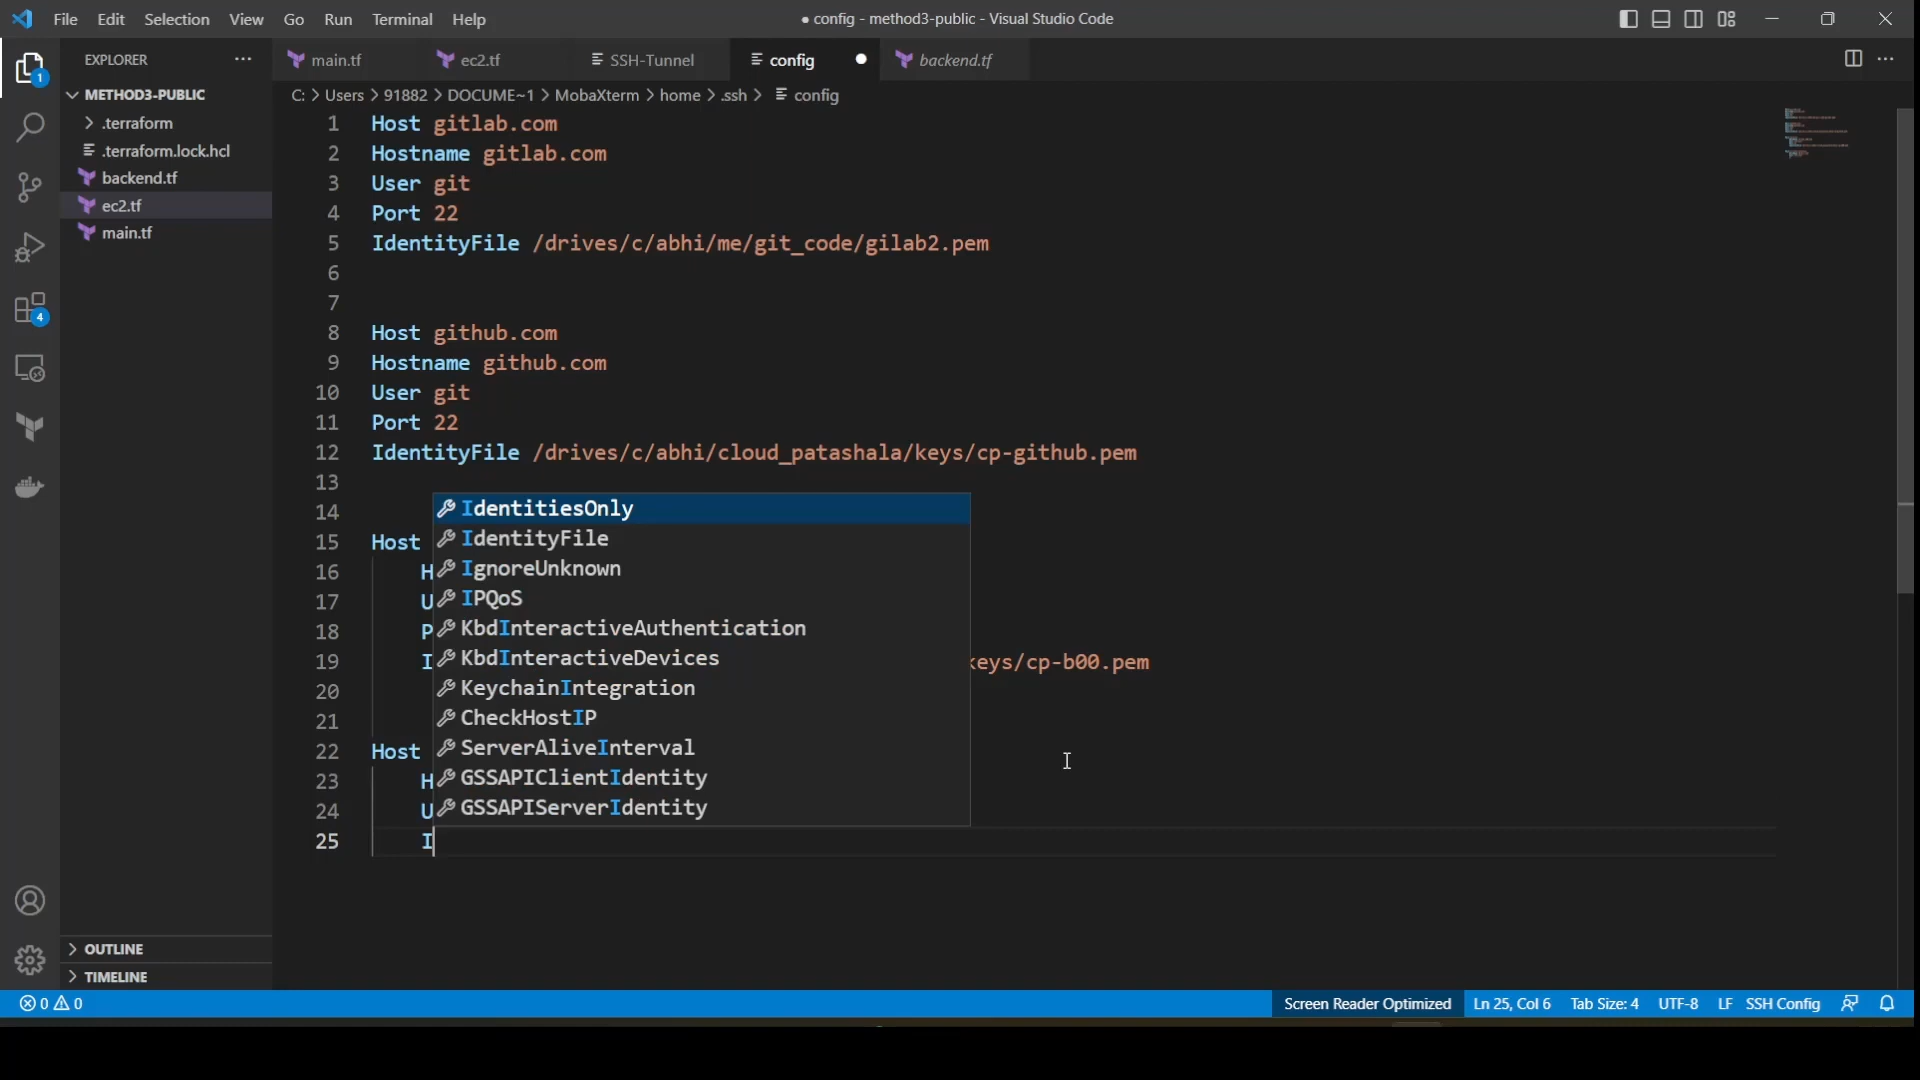 File Edit Selection View Go Run Terminal Help
● config - method3-public - Visual Studio Code
EXPLORER
main.tf
ec2.tf
SSH-Tunnel
config
backend.tf
1
METHOD3-PUBLIC
.terraform
.terraform.lock.hcl
backend.tf
ec2.tf
main.tf
4
OUTLINE
TIMELINE
C: > Users > 91882 > DOCUME~1 > MobaXterm > home > .ssh > config
1 Host gitlab.com
2 Hostname gitlab.com
3 User git
4 Port 22
5 IdentityFile /drives/c/abhi/me/git_code/gilab2.pem
6
7
8 Host github.com
9 Hostname github.com
10 User git
11 Port 22
12 IdentityFile /drives/c/abhi/cloud_patashala/keys/cp-github.pem
13
14
15 Host
16 H
17 U
18 P
19 I keys/cp-b00.pem
20
21
22 Host
23 H
24 U
25 I
IdentitiesOnly
IdentityFile
IgnoreUnknown
IPQoS
KbdInteractiveAuthentication
KbdInteractiveDevices
KeychainIntegration
CheckHostIP
ServerAliveInterval
GSSAPIClientIdentity
GSSAPIServerIdentity
0 0
Screen Reader Optimized
Ln 25, Col 6
Tab Size: 4
UTF-8
LF
SSH Config